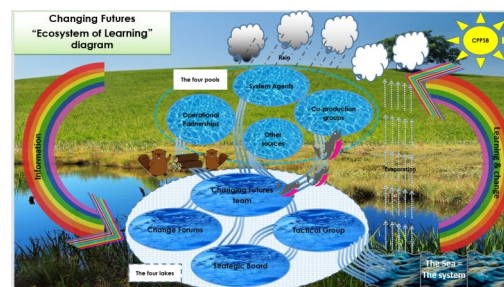 Changing Futures
"Ecosystem of Learning"
diagram
CPPSB
Rain
The four pools
System Agents
Operational
Partnerships
Co-production
groups
Other
sources
Information
Learning & change
Evaporation
Changing Futures
team
Change Forums
Tactical Group
Strategic Board
The four lakes
The Sea =
The system